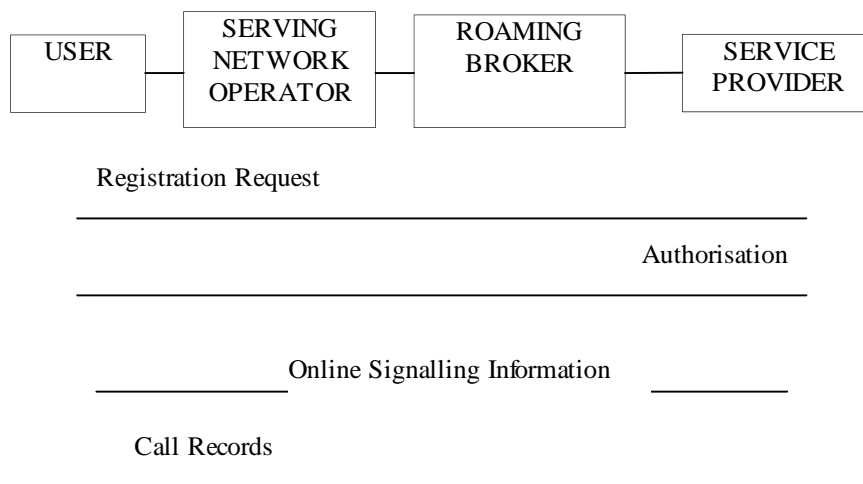 USER
SERVING
NETWORK
OPERATOR
ROAMING
BROKER
SERVICE
PROVIDER
Registration Request
Authorisation
Online Signalling Information
Call Records